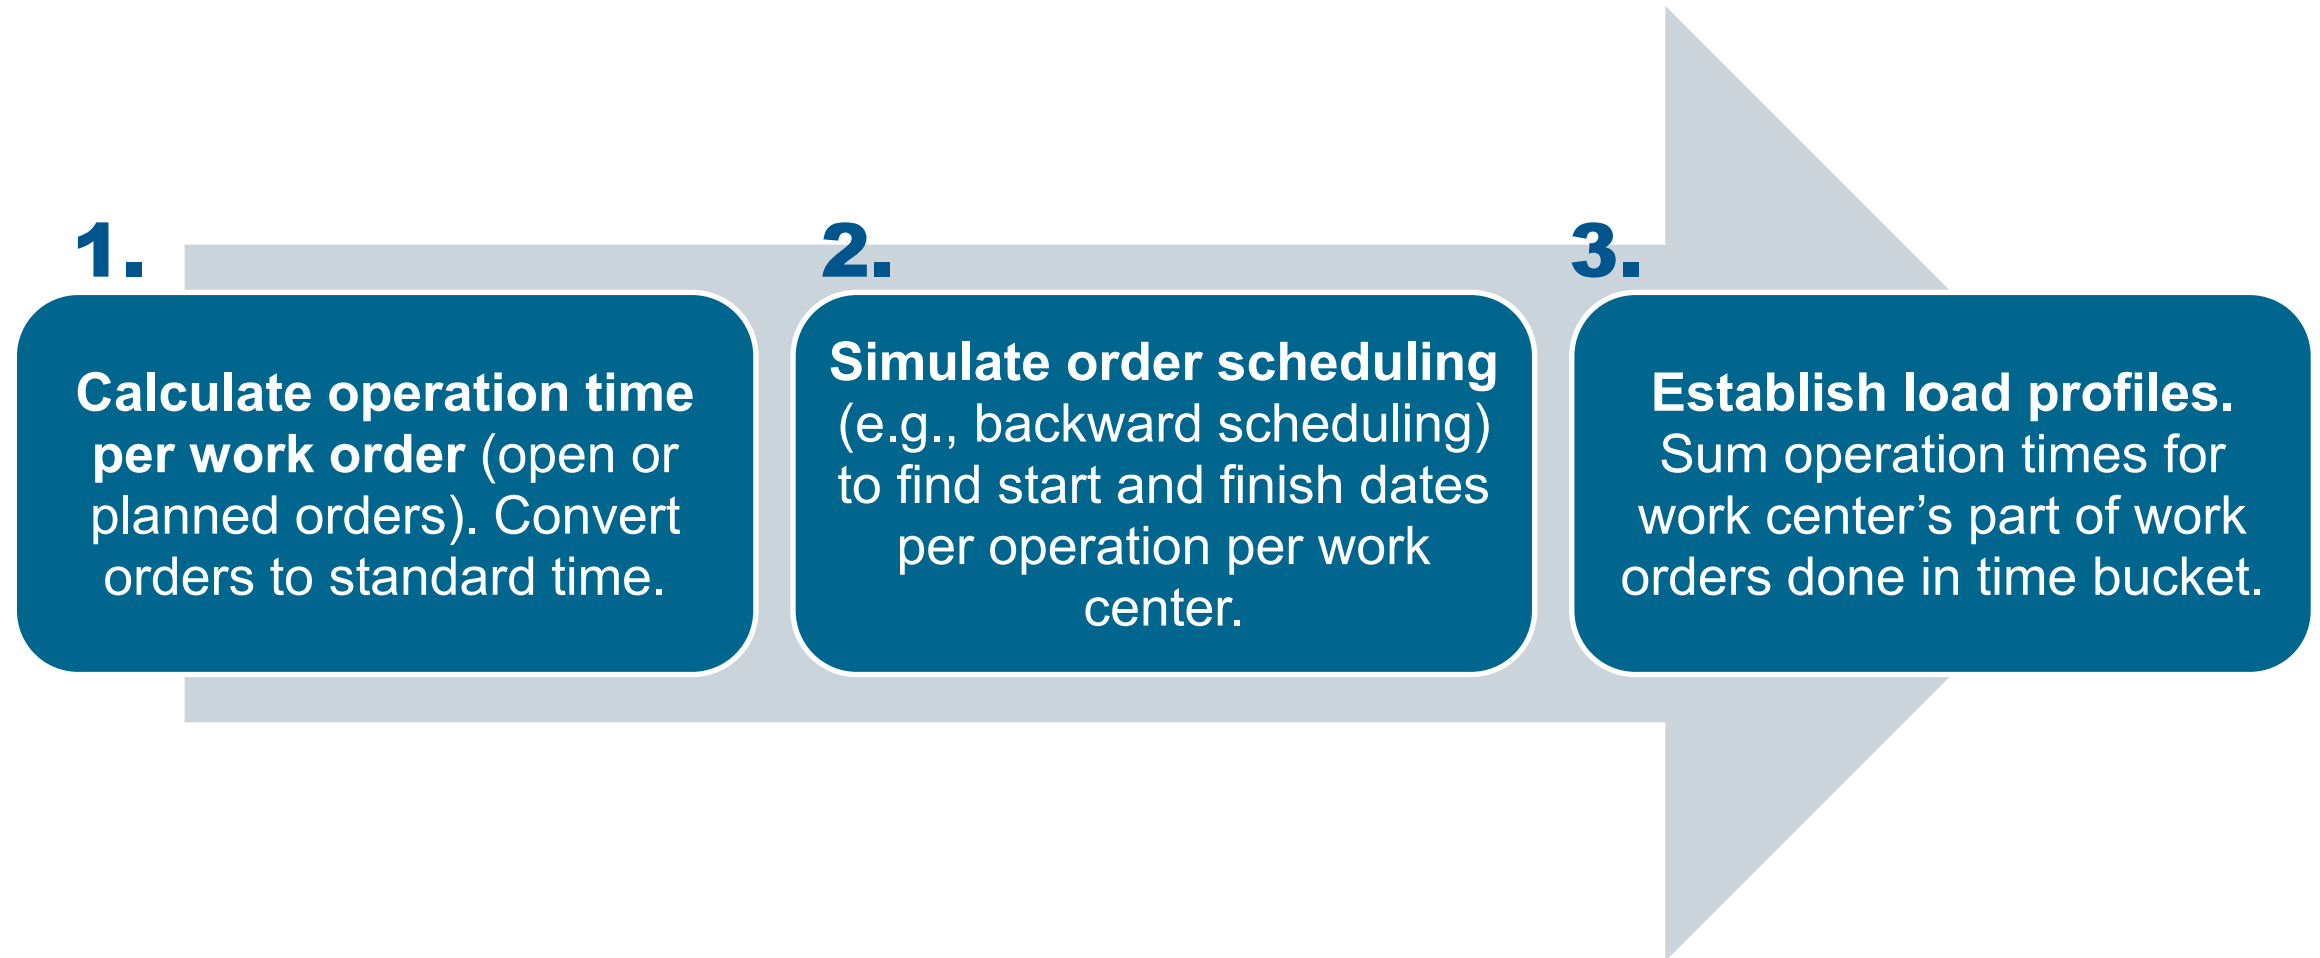 1.
Calculate operation time
per work order (open or
planned orders). Convert
orders to standard time.
2.
Simulate order scheduling
(e.g., backward scheduling)
to find start and finish dates
per operation per work
center.
3.
Establish load profiles.
Sum operation times for
work center’s part of work
orders done in time bucket.